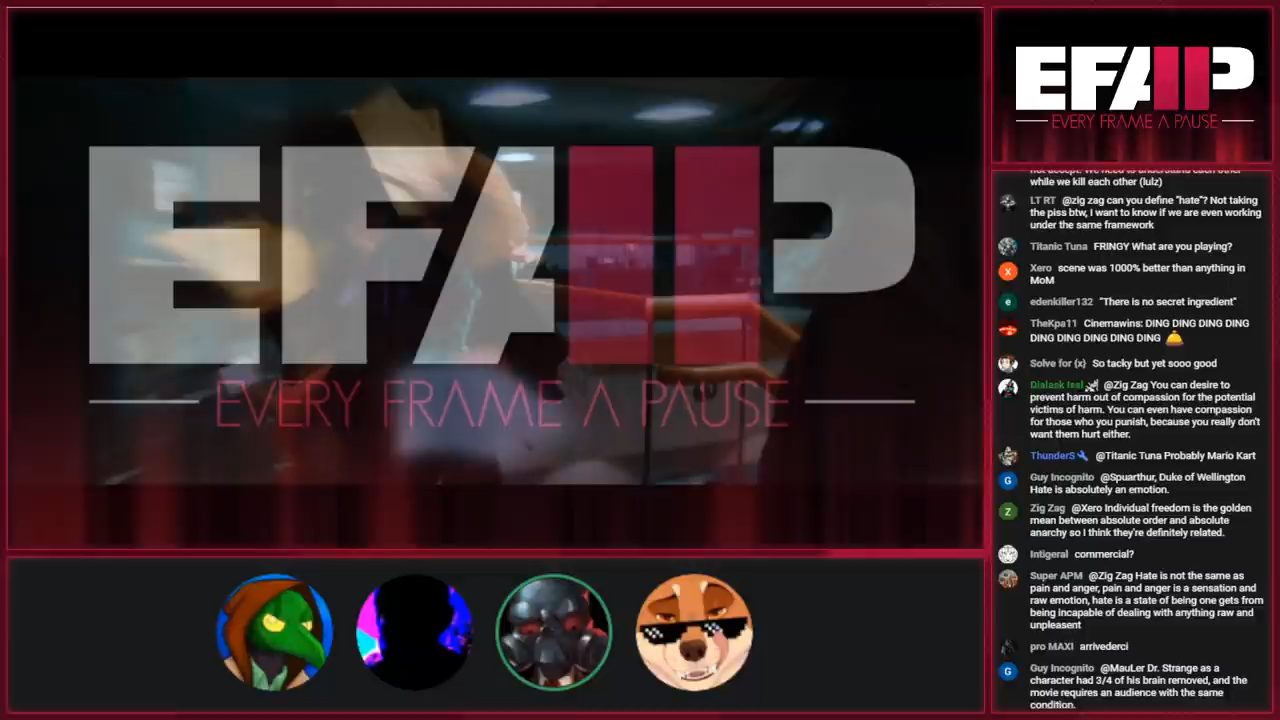 EFAP
EVERY FRAME A PAUSE
EFAP
EVERY FRAME A PAUSE
while we kill each other (lulz)
LT RT @zig zag can you define "hate"? Not taking
the piss btw, I want to know if we are even working
under the same framework
Titanic Tuna FRINGY What are you playing?
Xero scene was 1000% better than anything in
MoM
edenkiller132 "There is no secret ingredient"
TheKpa11 Cinemawins: DING DING DING DING
DING DING DING DING DING
Solve for {x} So tacky but yet sooo good
@Zig Zag You can desire to
prevent harm out of compassion for the potential
victims of harm. You can even have compassion
for those who you punish, because you really don't
want them hurt either.
ThunderS @Titanic Tuna Probably Mario Kart
G Guy Incognito @Spuarthur, Duke of Wellington
Hate is absolutely an emotion.
Z Zig Zag @Xero Individual freedom is the golden
mean between absolute order and absolute
anarchy so I think they're definitely related.
Intigeral commercial?
Super APM @Zig Zag Hate is not the same as
pain and anger, pain and anger is a sensation and
raw emotion, hate is a state of being one gets from
being incapable of dealing with anything raw and
unpleasent
pro MAXI arrivederci
G Guy Incognito @MauLer Dr. Strange as a
character had 3/4 of his brain removed, and the
movie requires an audience with the same
condition.